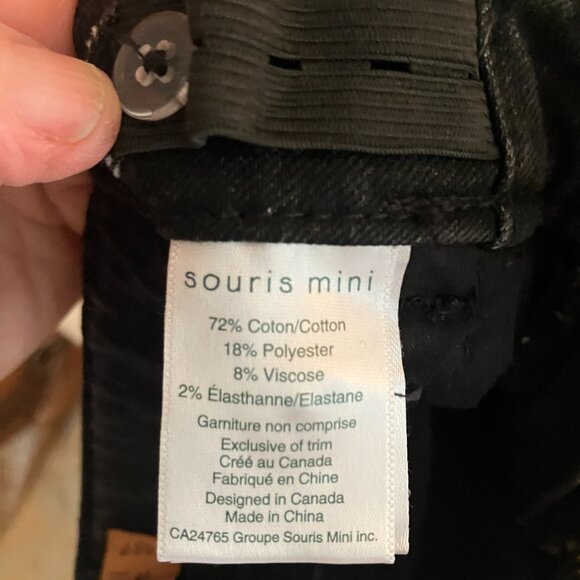 souris mini
72% Coton/Cotton
18% Polyester
8% Viscose
2% Élasthanne/Elastane
Garniture non comprise
Exclusive of trim
Créé au Canada
Fabriqué en Chine
Designed in Canada
Made in China
CA24765 Groupe Souris Mini inc.